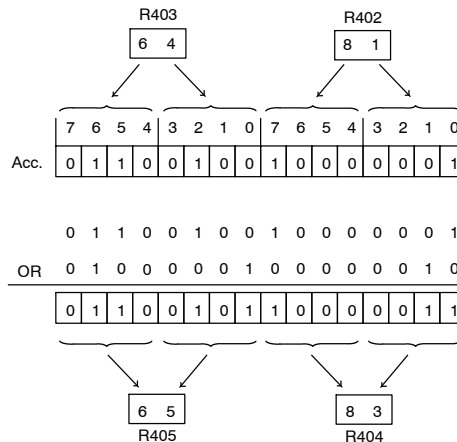 R403 R402
6 4 8 1
7 6 5 4 3 2 1 0 7 6 5 4 3 2 1 0
Acc. 0 1 1 0 0 1 0 0 1 0 0 0 0 0 0 1
0 1 1 0 0 1 0 0 1 0 0 0 0 0 0 1
OR 0 1 0 0 0 0 0 1 0 0 0 0 0 0 1 0
0 1 1 0 0 1 0 1 1 0 0 0 0 0 1 1
6 5 8 3
R405 R404